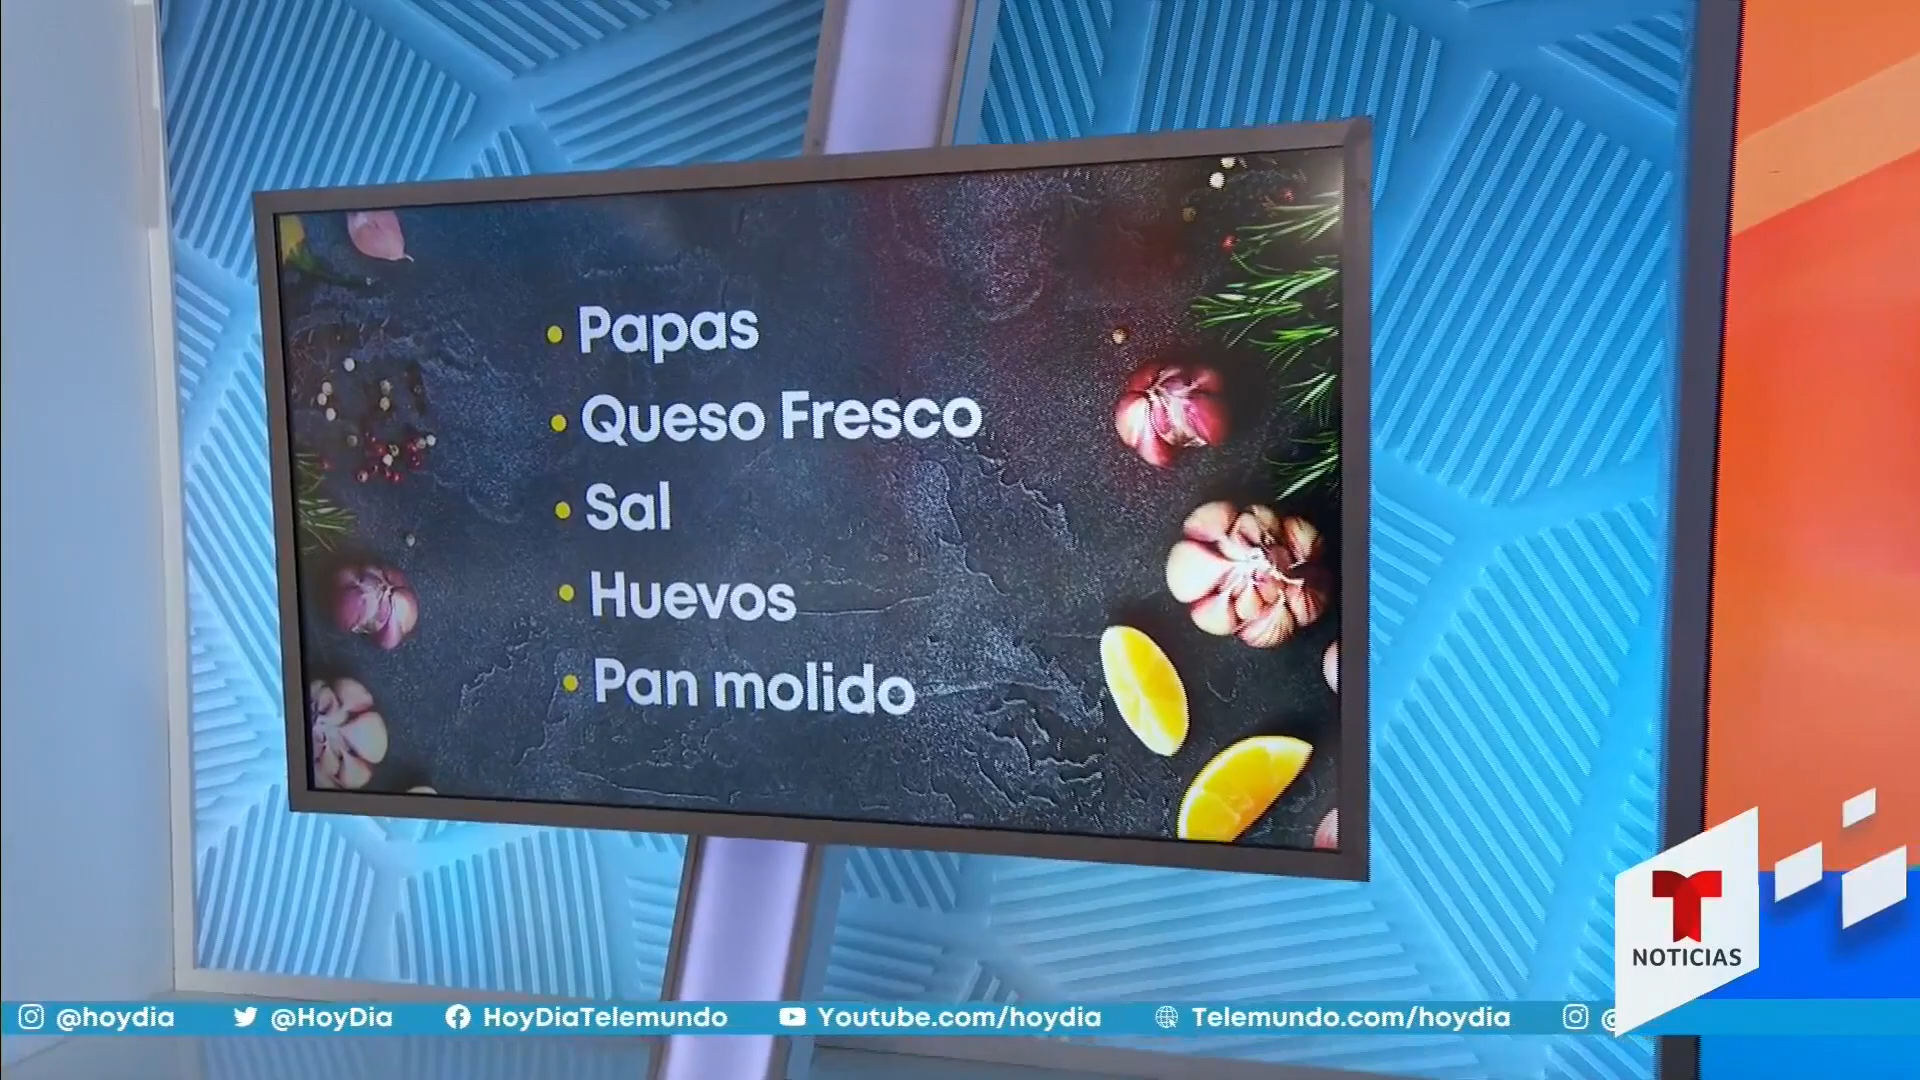 • Papas
• Queso Fresco
• Sal
• Huevos
• Pan molido
T
NOTICIAS
@hoydia @HoyDia HoyDiaTelemundo Youtube.com/hoydia Telemundo.com/hoydia @